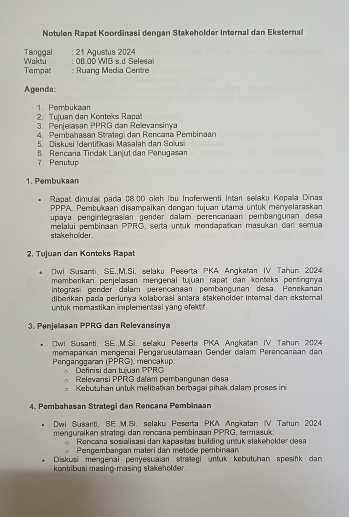 Notulen Rapat Koordinasi dengan Stakeholder Internal dan Eksternal
Tanggal : 21 Agustus 2024
Waktu : 08.00 WIB s.d Selesai
Tempat : Ruang Media Centre
Agenda:
1. Pembukaan
2. Tujuan dan Konteks Rapat
3. Penjelasan PPRG dan Relevansinya
4. Pembahasan Strategi dan Rencana Pembinaan
5. Diskusi Identifikasi Masalah dan Solusi
6. Rencana Tindak Lanjut dan Penugasan
7. Penutup
1. Pembukaan
• Rapat dimulai pada 08.00 oleh Ibu Inoferwenti Intan selaku Kepala Dinas
PPPA. Pembukaan disampaikan dengan tujuan utama untuk menyelaraskan
upaya pengintegrasian gender dalam perencanaan pembangunan desa
melalui pembinaan PPRG, serta untuk mendapatkan masukan dari semua
stakeholder.
2. Tujuan dan Konteks Rapat
• Dwi Susanti, SE.,M.Si. selaku Peserta PKA Angkatan IV Tahun 2024
memberikan penjelasan mengenai tujuan rapat dan konteks pentingnya
integrasi gender dalam perencanaan pembangunan desa. Penekanan
diberikan pada perlunya kolaborasi antara stakeholder internal dan eksternal
untuk memastikan implementasi yang efektif.
3. Penjelasan PPRG dan Relevansinya
• Dwi Susanti, SE.,M.Si. selaku Peserta PKA Angkatan IV Tahun 2024
memaparkan mengenai Pengarusutamaan Gender dalam Perencanaan dan
Penganggaran (PPRG), mencakup:
o Definisi dan tujuan PPRG
o Relevansi PPRG dalam pembangunan desa
o Kebutuhan untuk melibatkan berbagai pihak dalam proses ini
4. Pembahasan Strategi dan Rencana Pembinaan
• Dwi Susanti, SE.,M.Si. selaku Peserta PKA Angkatan IV Tahun 2024
menguraikan strategi dan rencana pembinaan PPRG, termasuk:
o Rencana sosialisasi dan kapasitas building untuk stakeholder desa
o Pengembangan materi dan metode pembinaan
• Diskusi mengenai penyesuaian strategi untuk kebutuhan spesifik dan
kontribusi masing-masing stakeholder.